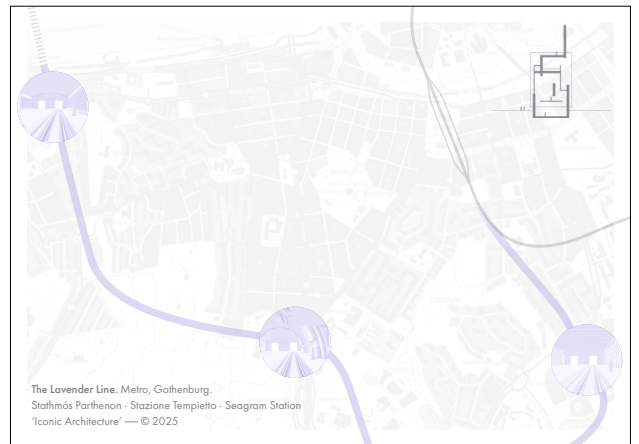 The Lavender Line. Metro, Gothenburg.
Stathmós Parthenon · Stazione Tempietto · Seagram Station
‘Iconic Architecture’ — © 2025